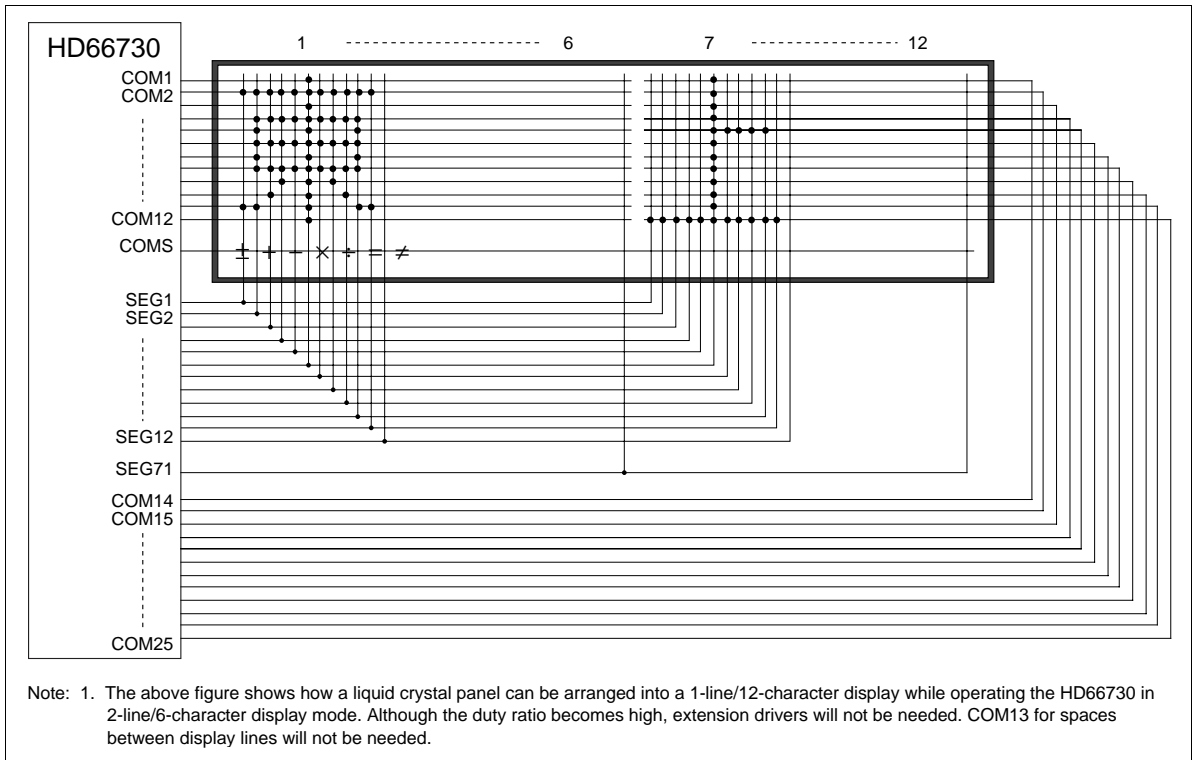 HD66730
1 6 7 12
COM1
COM2
COM12
COMS
± + − × ÷ = ≠
SEG1
SEG2
SEG12
SEG71
COM14
COM15
COM25
Note: 1. The above figure shows how a liquid crystal panel can be arranged into a 1-line/12-character display while operating the HD66730 in
2-line/6-character display mode. Although the duty ratio becomes high, extension drivers will not be needed. COM13 for spaces
between display lines will not be needed.